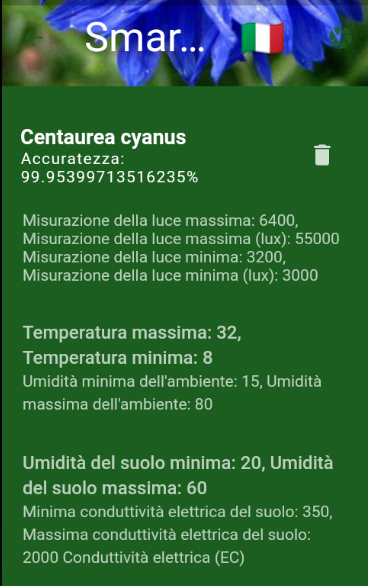 Smar...
Centaurea cyanus
Accuratezza:
99.95399713516235%
Misurazione della luce massima: 6400,
Misurazione della luce massima (lux): 55000
Misurazione della luce minima: 3200,
Misurazione della luce minima (lux): 3000
Temperatura massima: 32,
Temperatura minima: 8
Umidità minima dell'ambiente: 15, Umidità
massima dell'ambiente: 80
Umidità del suolo minima: 20, Umidità
del suolo massima: 60
Minima conduttività elettrica del suolo: 350,
Massima conduttività elettrica del suolo:
2000 Conduttività elettrica (EC)